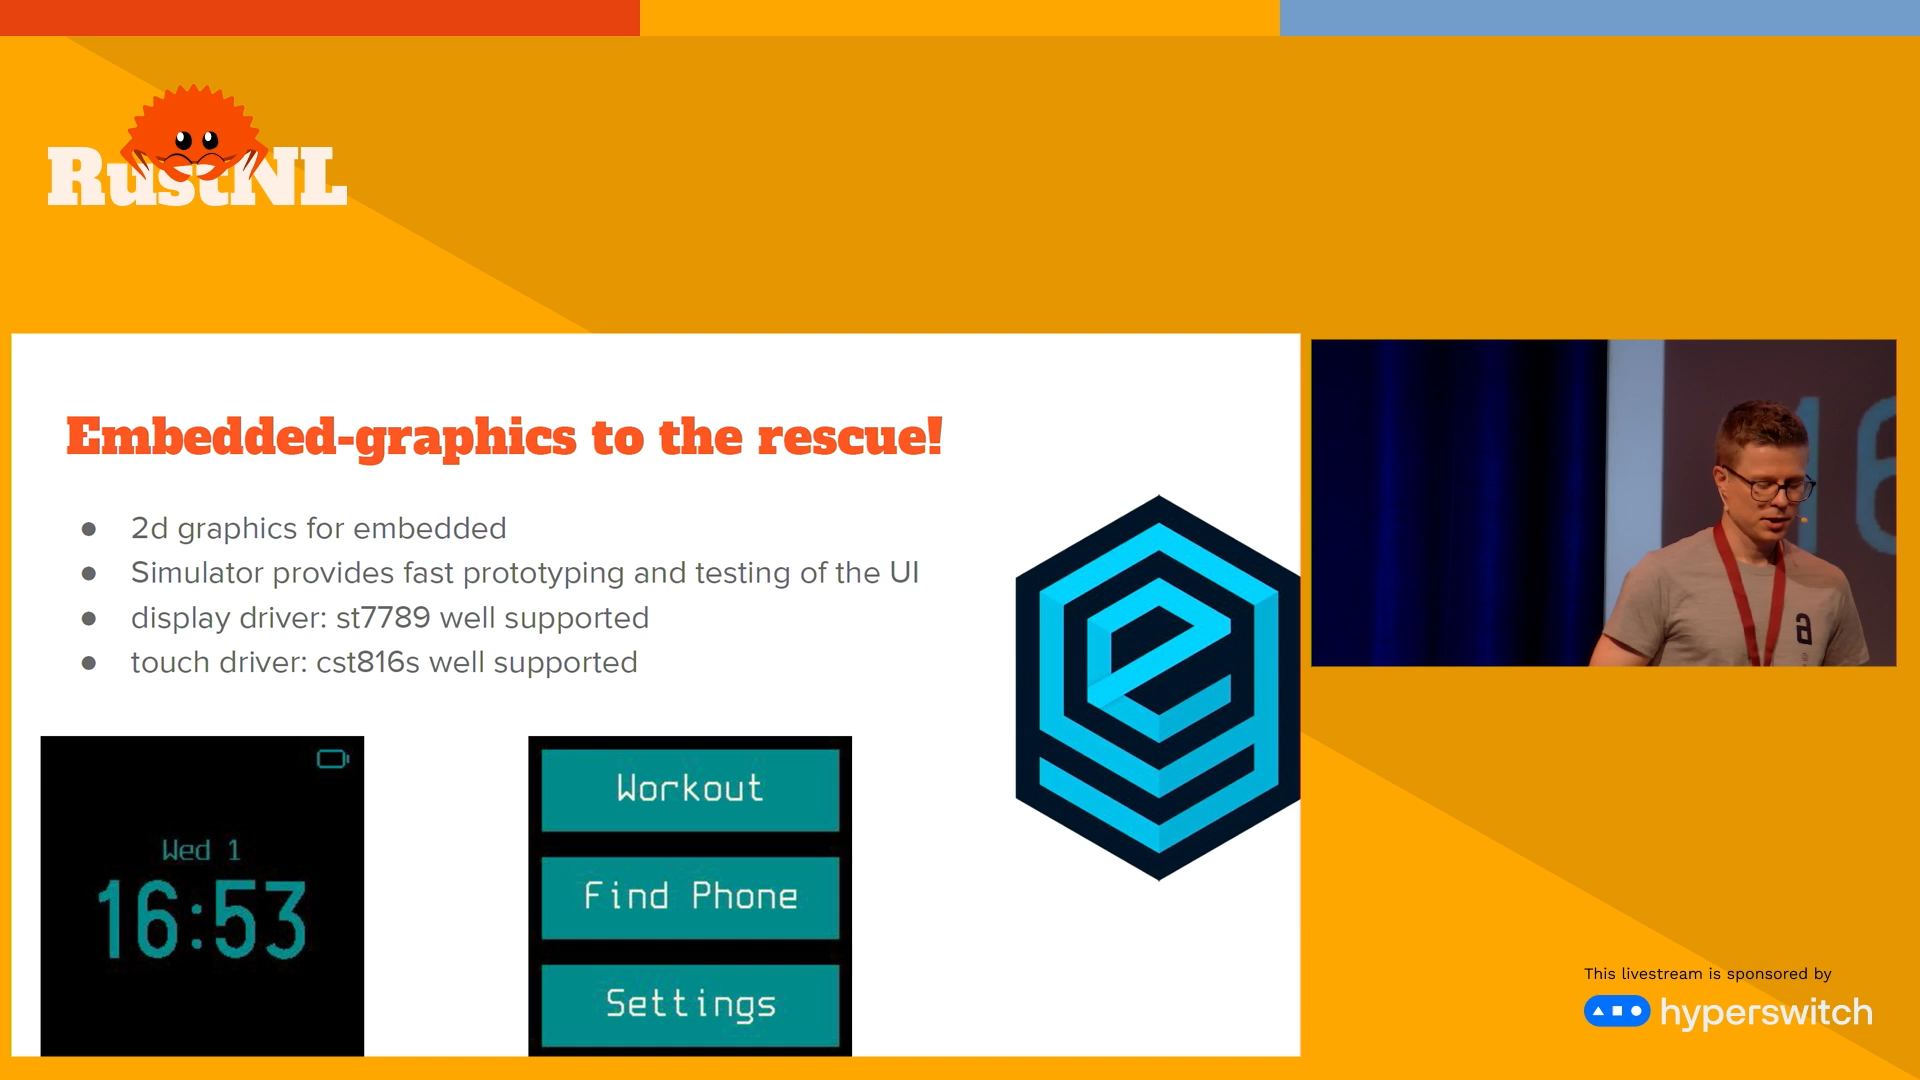 RustNL
Embedded-graphics to the rescue!
● 2d graphics for embedded
● Simulator provides fast prototyping and testing of the UI
● display driver: st7789 well supported
● touch driver: cst816s well supported
Wed 1
16:53
Workout
Find Phone
Settings
eg
16
a
This livestream is sponsored by
hyperswitch